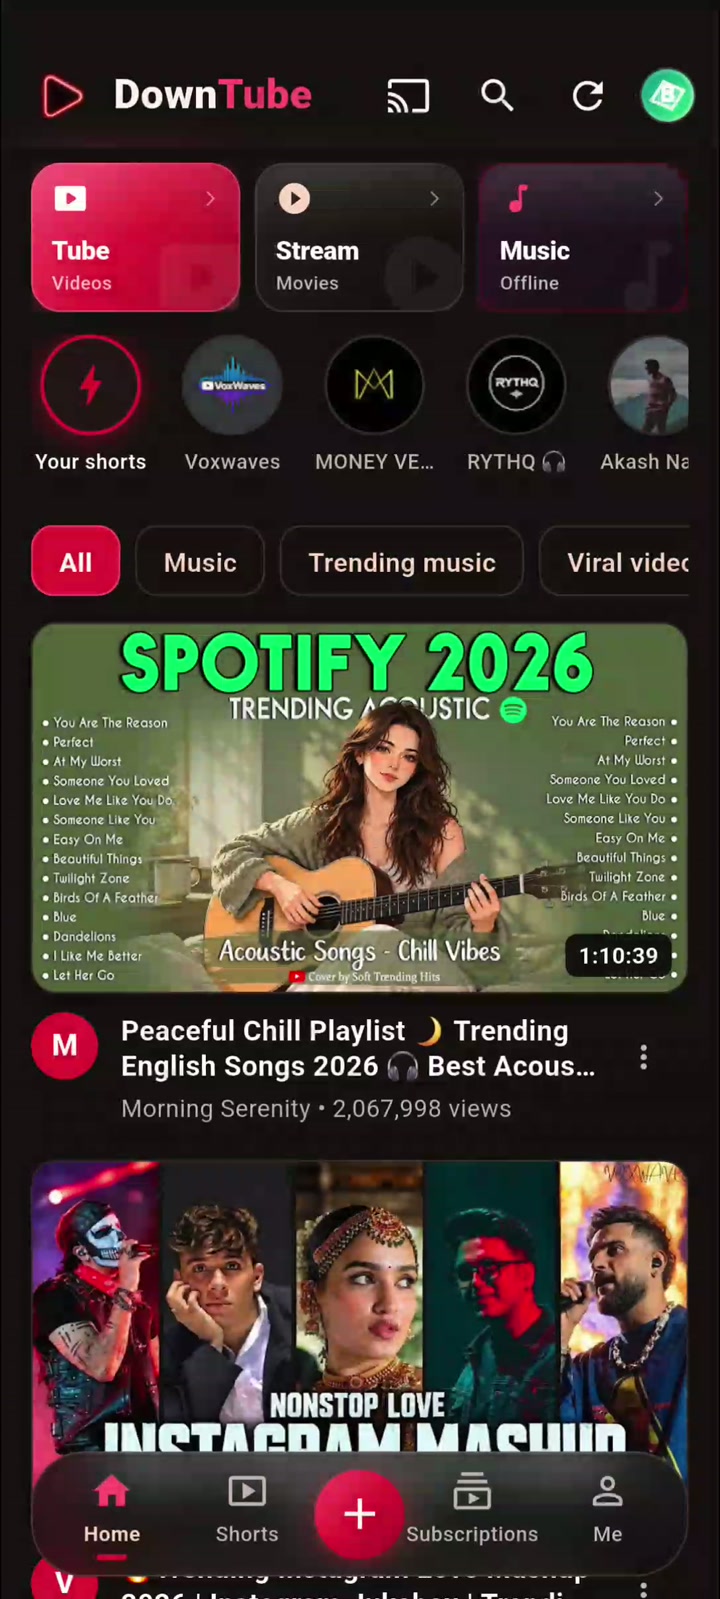 DownTube
Tube
Videos
Stream
Movies
Music
Offline
VoxWaves
RYTHQ
Your shorts
Voxwaves
MONEY VE...
RYTHQ 🎧
Akash Na
All
Music
Trending music
Viral videc
SPOTIFY 2026
TRENDING ACOUSTIC
• You Are The Reason
• Perfect
• At My Worst
• Someone You Loved
• Love Me Like You Do
• Someone Like You
• Easy On Me
• Beautiful Things
• Twilight Zone
• Birds Of A Feather
• Blue
• Dandelions
• I Like Me Better
• Let Her Go
You Are The Reason •
Perfect •
At My Worst •
Someone You Loved •
Love Me Like You Do •
Someone Like You •
Easy On Me •
Beautiful Things •
Twilight Zone •
Birds Of A Feather •
Blue •
Acoustic Songs - Chill Vibes
Cover by Soft Trending Hits
1:10:39
M
Peaceful Chill Playlist 🌙 Trending
English Songs 2026 🎧 Best Acous...
Morning Serenity • 2,067,998 views
VOXWAVE
NONSTOP LOVE
INSTAGRAM MASHUP
Home
Shorts
Subscriptions
Me
V